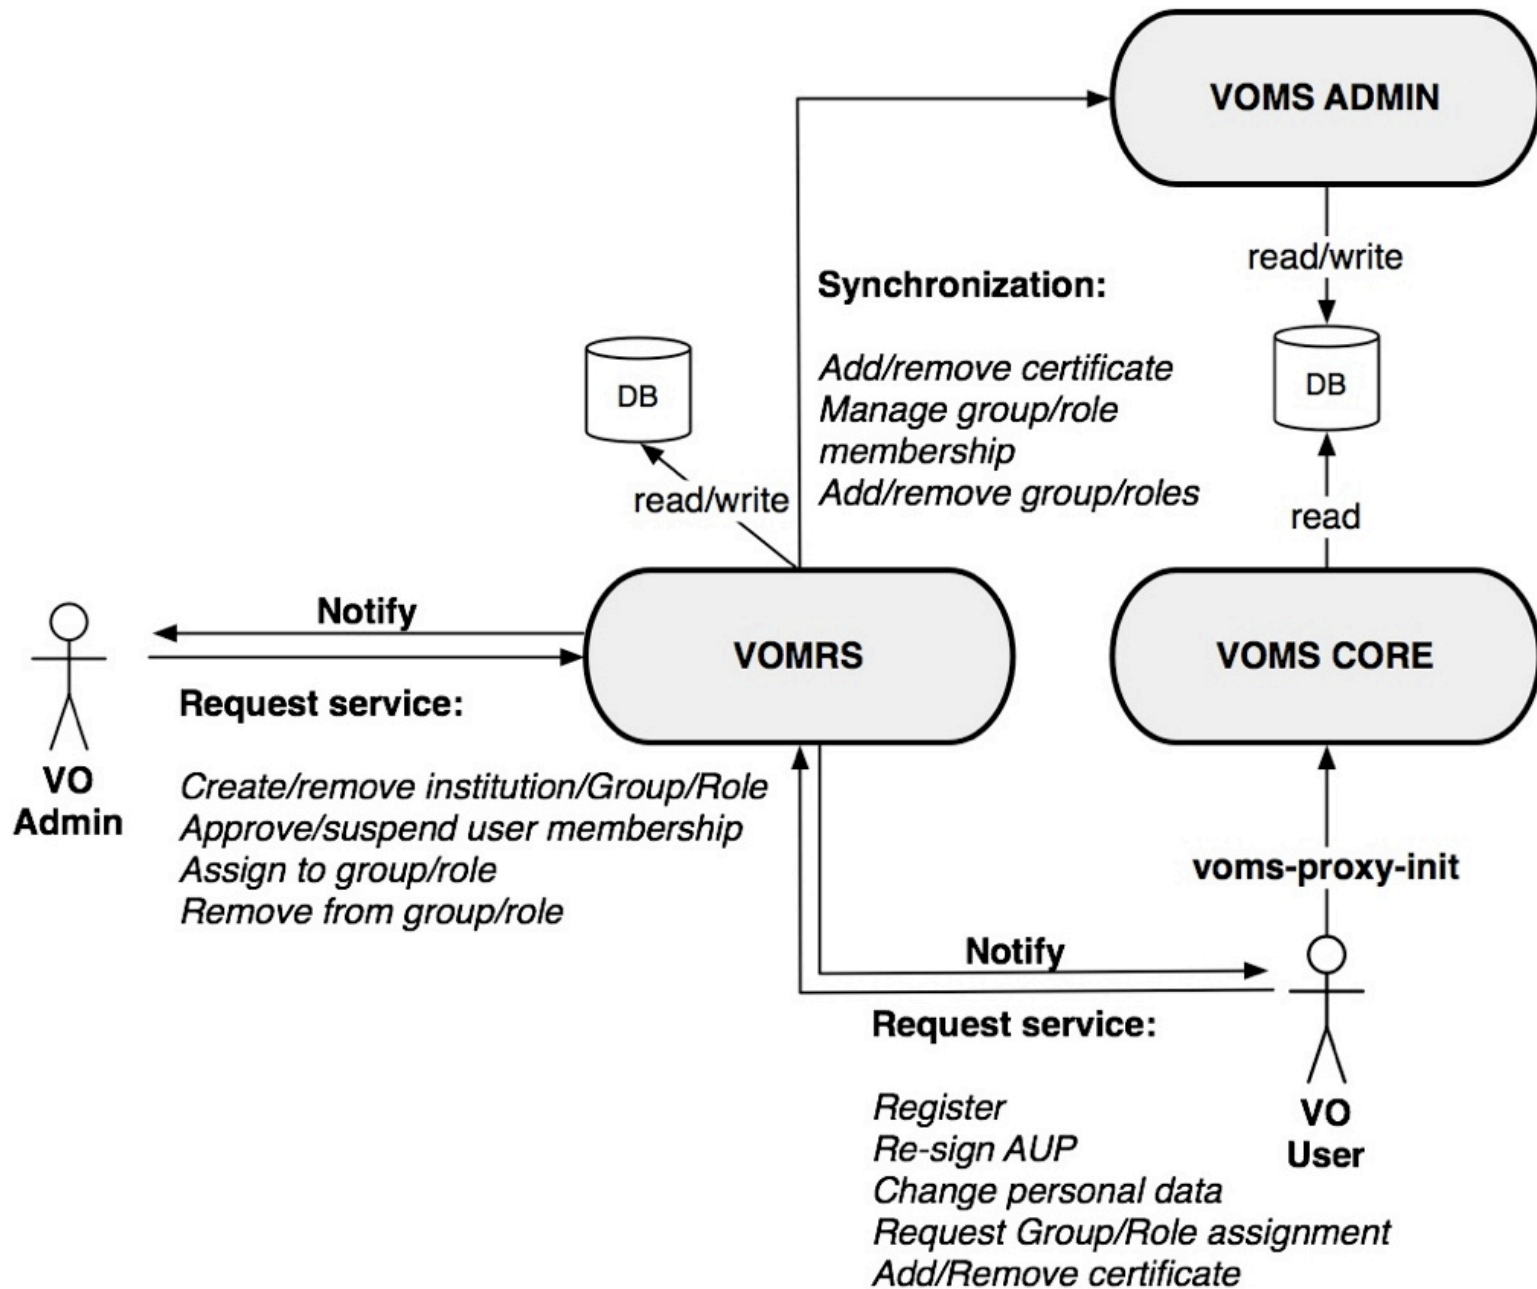 VOMS ADMIN
read/write
Synchronization:
DB
DB
Add/remove certificate
Manage group/role
membership
Add/remove group/roles
read/write
read
Notify
VOMRS
VOMS CORE
Request service:
VO
Admin
Create/remove institution/Group/Role
Approve/suspend user membership
Assign to group/role
Remove from group/role
voms-proxy-init
Notify
Request service:
Register
Re-sign AUP
Change personal data
Request Group/Role assignment
Add/Remove certificate
VO
User